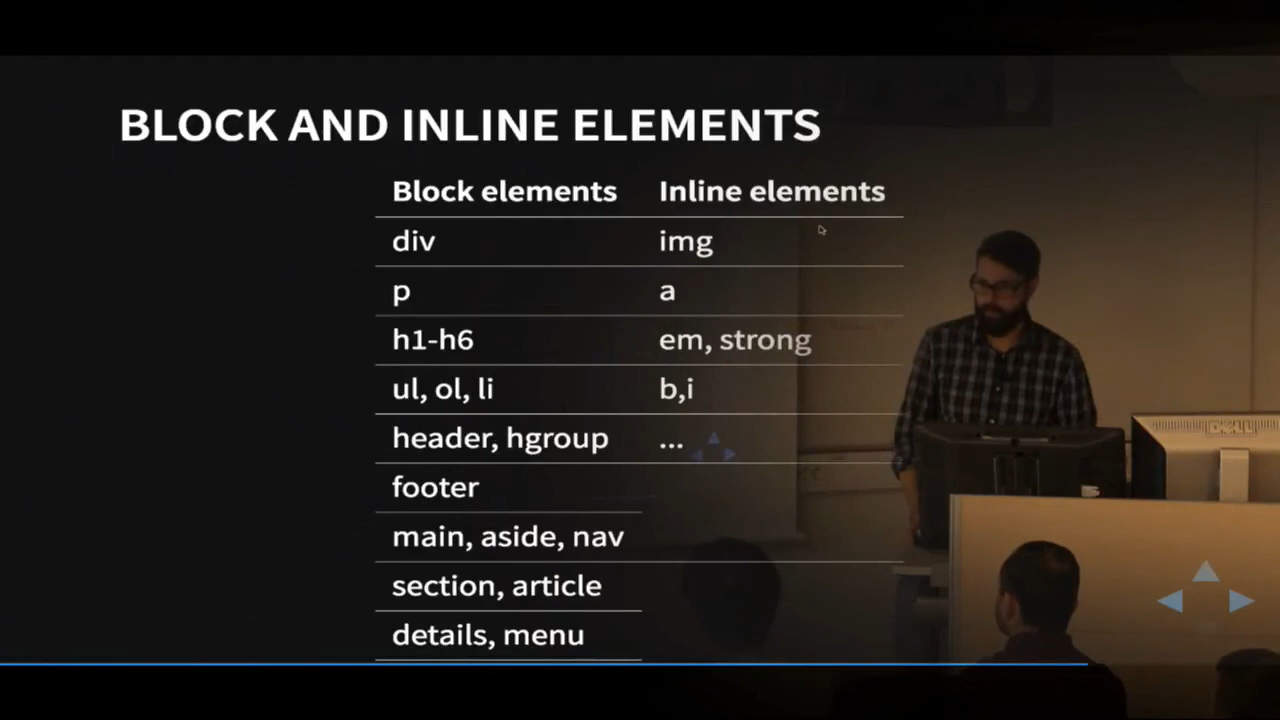 BLOCK AND INLINE ELEMENTS
Block elements Inline elements
div img
p a
h1-h6 em, strong
ul, ol, li b,i
header, hgroup ...
footer
main, aside, nav
section, article
details, menu
DELL